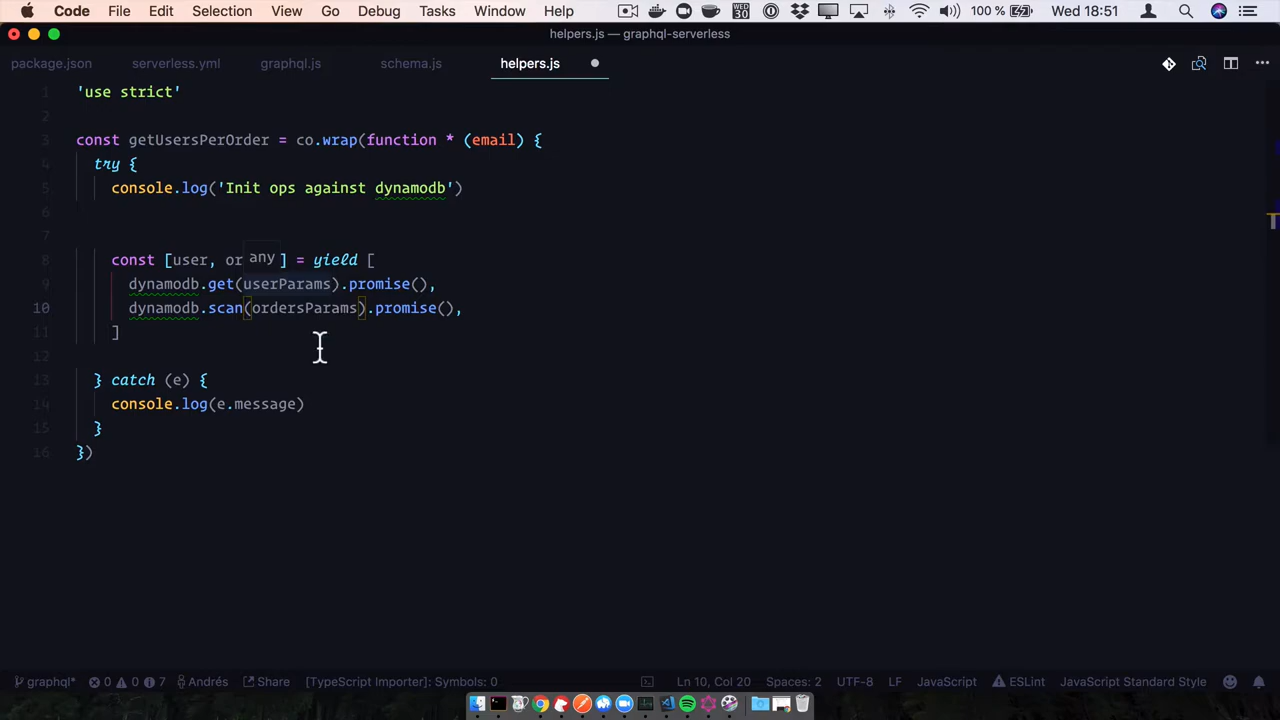 Code File Edit Selection View Go Debug Tasks Window Help WED 30 100 % Wed 18:51
helpers.js — graphql-serverless
package.json serverless.yml graphql.js schema.js helpers.js
1 'use strict'
2
3 const getUsersPerOrder = co.wrap(function * (email) {
4 try {
5 console.log('Init ops against dynamodb')
6
7
any
8 const [user, or ] = yield [
9 dynamodb.get(userParams).promise(),
10 dynamodb.scan(ordersParams).promise(),
11 ]
12
13 } catch (e) {
14 console.log(e.message)
15 }
16 })
graphql* 0 0 7 Andrés Share [TypeScript Importer]: Symbols: 0 Ln 10, Col 20 Spaces: 2 UTF-8 LF JavaScript ESLint JavaScript Standard Style